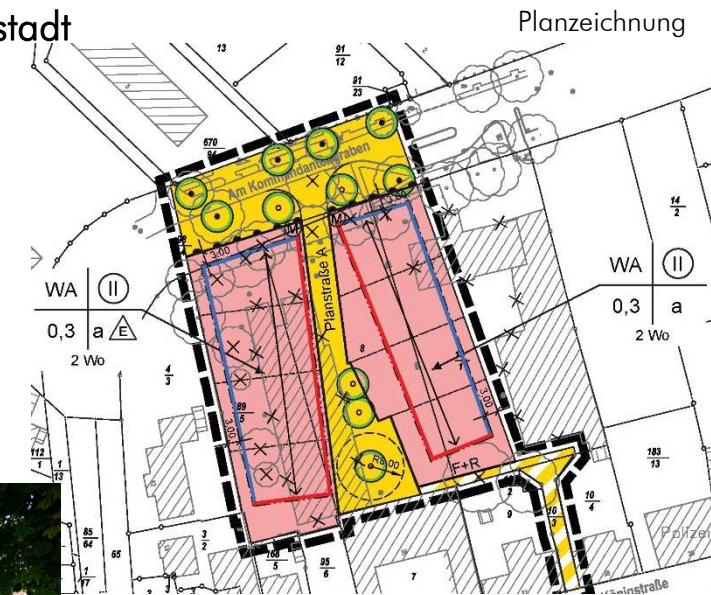 stadt
Planzeichnung
13
91
12
91
23
670
84
Am Kommandantengraben
14
2
3,00
3,00
M
M
WA II
0,3 a E
2 Wo
WA II
0,3 a
2 Wo
Planstraße A
8
4
3
89
5
3,00
3,00
R6,00
F+R
112
1
1
13
183
13
2
9
10
3
10
4
85
64
65
3
2
168
5
95
6
7
1
17
Polizei
Königstraße